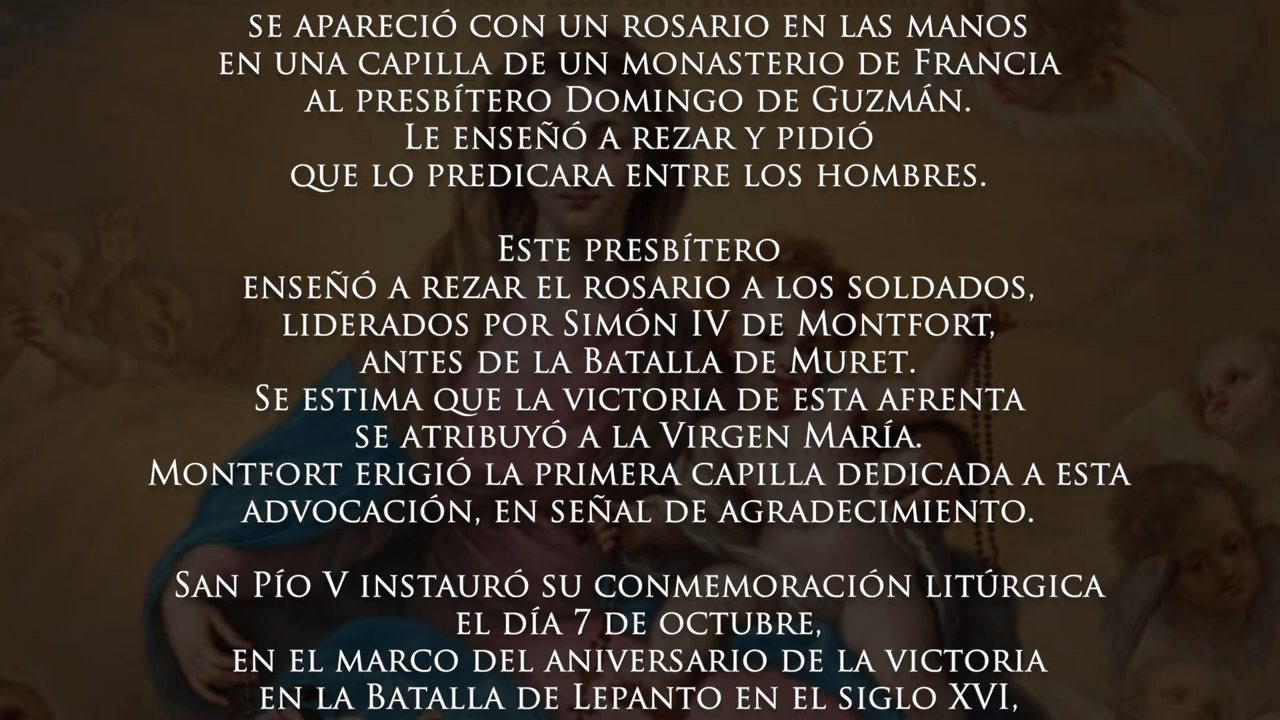 SE APARECIÓ CON UN ROSARIO EN LAS MANOS
EN UNA CAPILLA DE UN MONASTERIO DE FRANCIA
AL PRESBÍTERO DOMINGO DE GUZMÁN.
LE ENSEÑÓ A REZAR Y PIDIÓ
QUE LO PREDICARA ENTRE LOS HOMBRES.
ESTE PRESBÍTERO
ENSEÑÓ A REZAR EL ROSARIO A LOS SOLDADOS,
LIDERADOS POR SIMÓN IV DE MONTFORT,
ANTES DE LA BATALLA DE MURET.
SE ESTIMA QUE LA VICTORIA DE ESTA AFRENTA
SE ATRIBUYÓ A LA VIRGEN MARÍA.
MONTFORT ERIGIÓ LA PRIMERA CAPILLA DEDICADA A ESTA
ADVOCACIÓN, EN SEÑAL DE AGRADECIMIENTO.
SAN PÍO V INSTAURÓ SU CONMEMORACIÓN LITÚRGICA
EL DÍA 7 DE OCTUBRE,
EN EL MARCO DEL ANIVERSARIO DE LA VICTORIA
EN LA BATALLA DE LEPANTO EN EL SIGLO XVI,